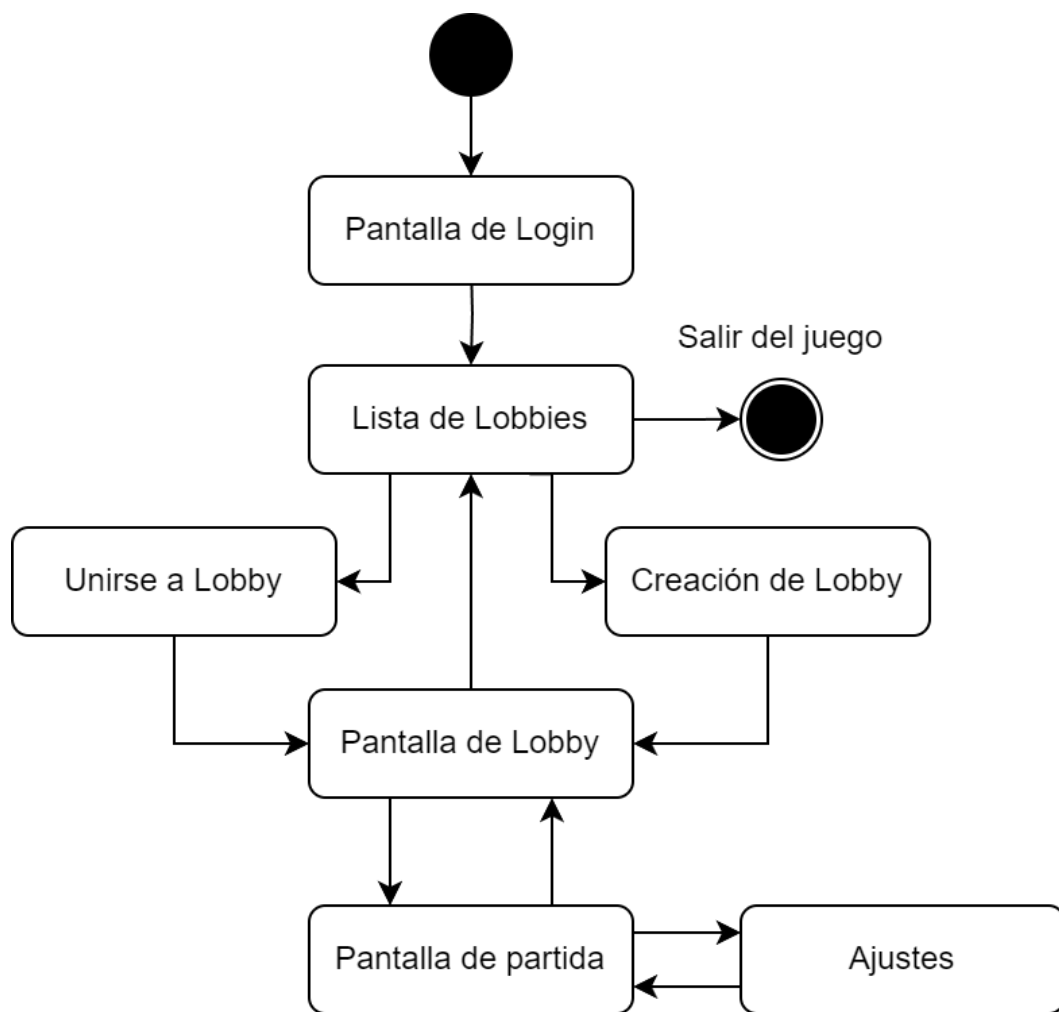 Pantalla de Login
Salir del juego
Lista de Lobbies
Unirse a Lobby
Creación de Lobby
Pantalla de Lobby
Pantalla de partida
Ajustes